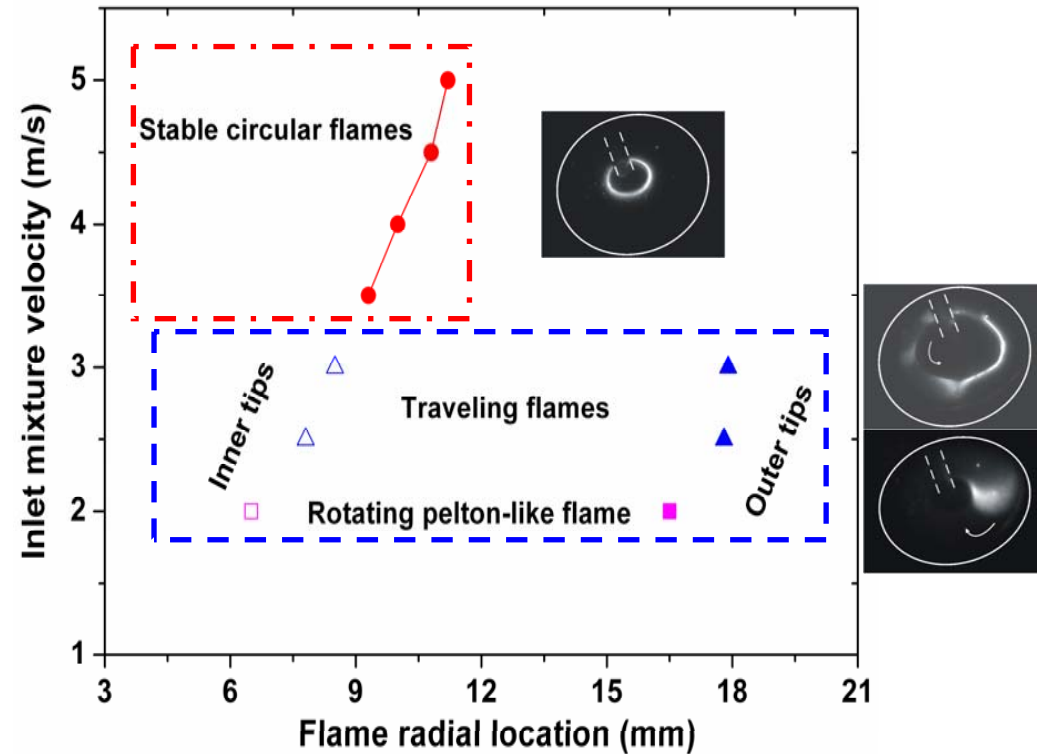 5
4
3
2
1
Inlet mixture velocity (m/s)
Stable circular flames
Inner tips
Traveling flames
Outer tips
Rotating pelton-like flame
3 6 9 12 15 18 21
Flame radial location (mm)